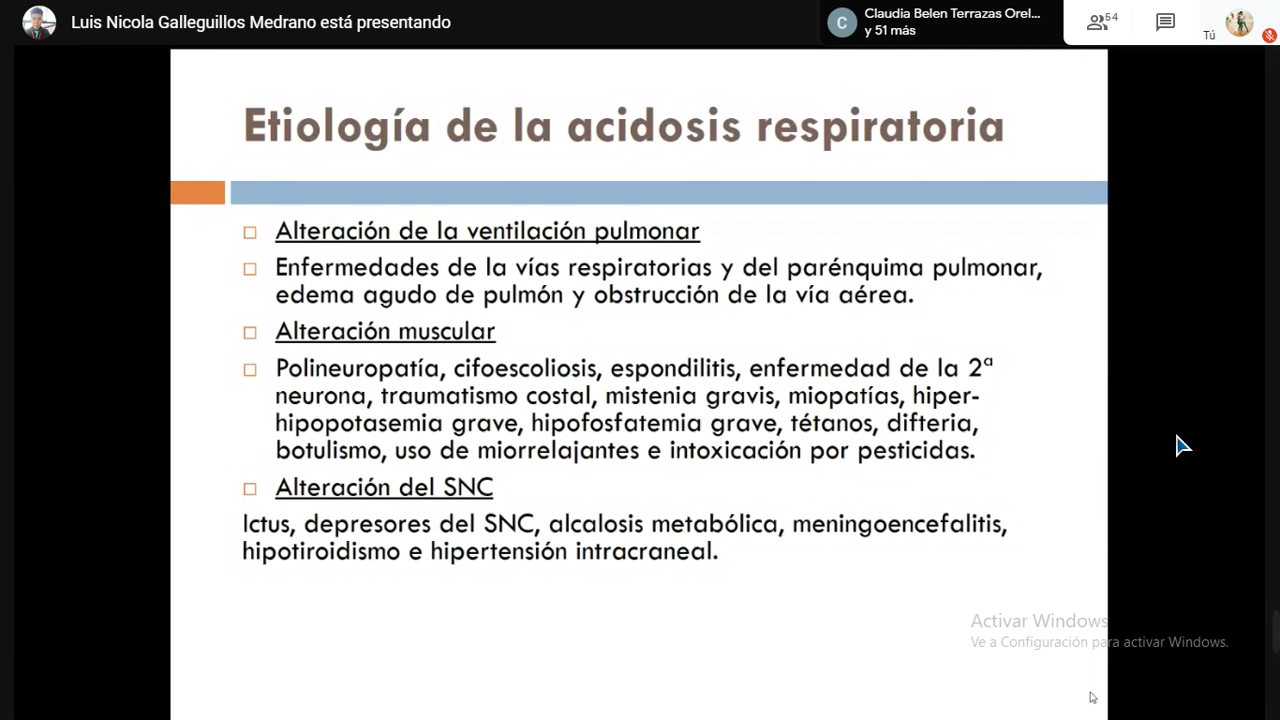 Luis Nicola Galleguillos Medrano está presentando
C
Claudia Belen Terrazas Orel...
y 51 más
54
Tú
Etiología de la acidosis respiratoria
Alteración de la ventilación pulmonar
Enfermedades de la vías respiratorias y del parénquima pulmonar,
edema agudo de pulmón y obstrucción de la vía aérea.
Alteración muscular
Polineuropatía, cifoescoliosis, espondilitis, enfermedad de la 2ª
neurona, traumatismo costal, mistenia gravis, miopatías, hiper-
hipopotasemia grave, hipofosfatemia grave, tétanos, difteria,
botulismo, uso de miorrelajantes e intoxicación por pesticidas.
Alteración del SNC
Ictus, depresores del SNC, alcalosis metabólica, meningoencefalitis,
hipotiroidismo e hipertensión intracraneal.
Activar Windows
Ve a Configuración para activar Windows.